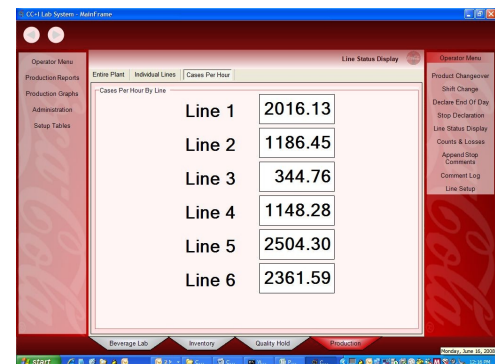 CC+I Lab System - MainFrame
Line Status Display
Operator Menu
Production Reports
Production Graphs
Administration
Setup Tables
Entire Plant
Individual Lines
Cases Per Hour
Cases Per Hour By Line
Line 1 2016.13
Line 2 1186.45
Line 3 344.76
Line 4 1148.28
Line 5 2504.30
Line 6 2361.59
Operator Menu
Product Changeover
Shift Change
Declare End Of Day
Stop Declaration
Line Status Display
Counts & Losses
Append Stop
Comments
Comment Log
Line Setup
Beverage Lab
Inventory
Quality Hold
Production
Monday, June 16, 2008
start
12:16 PM